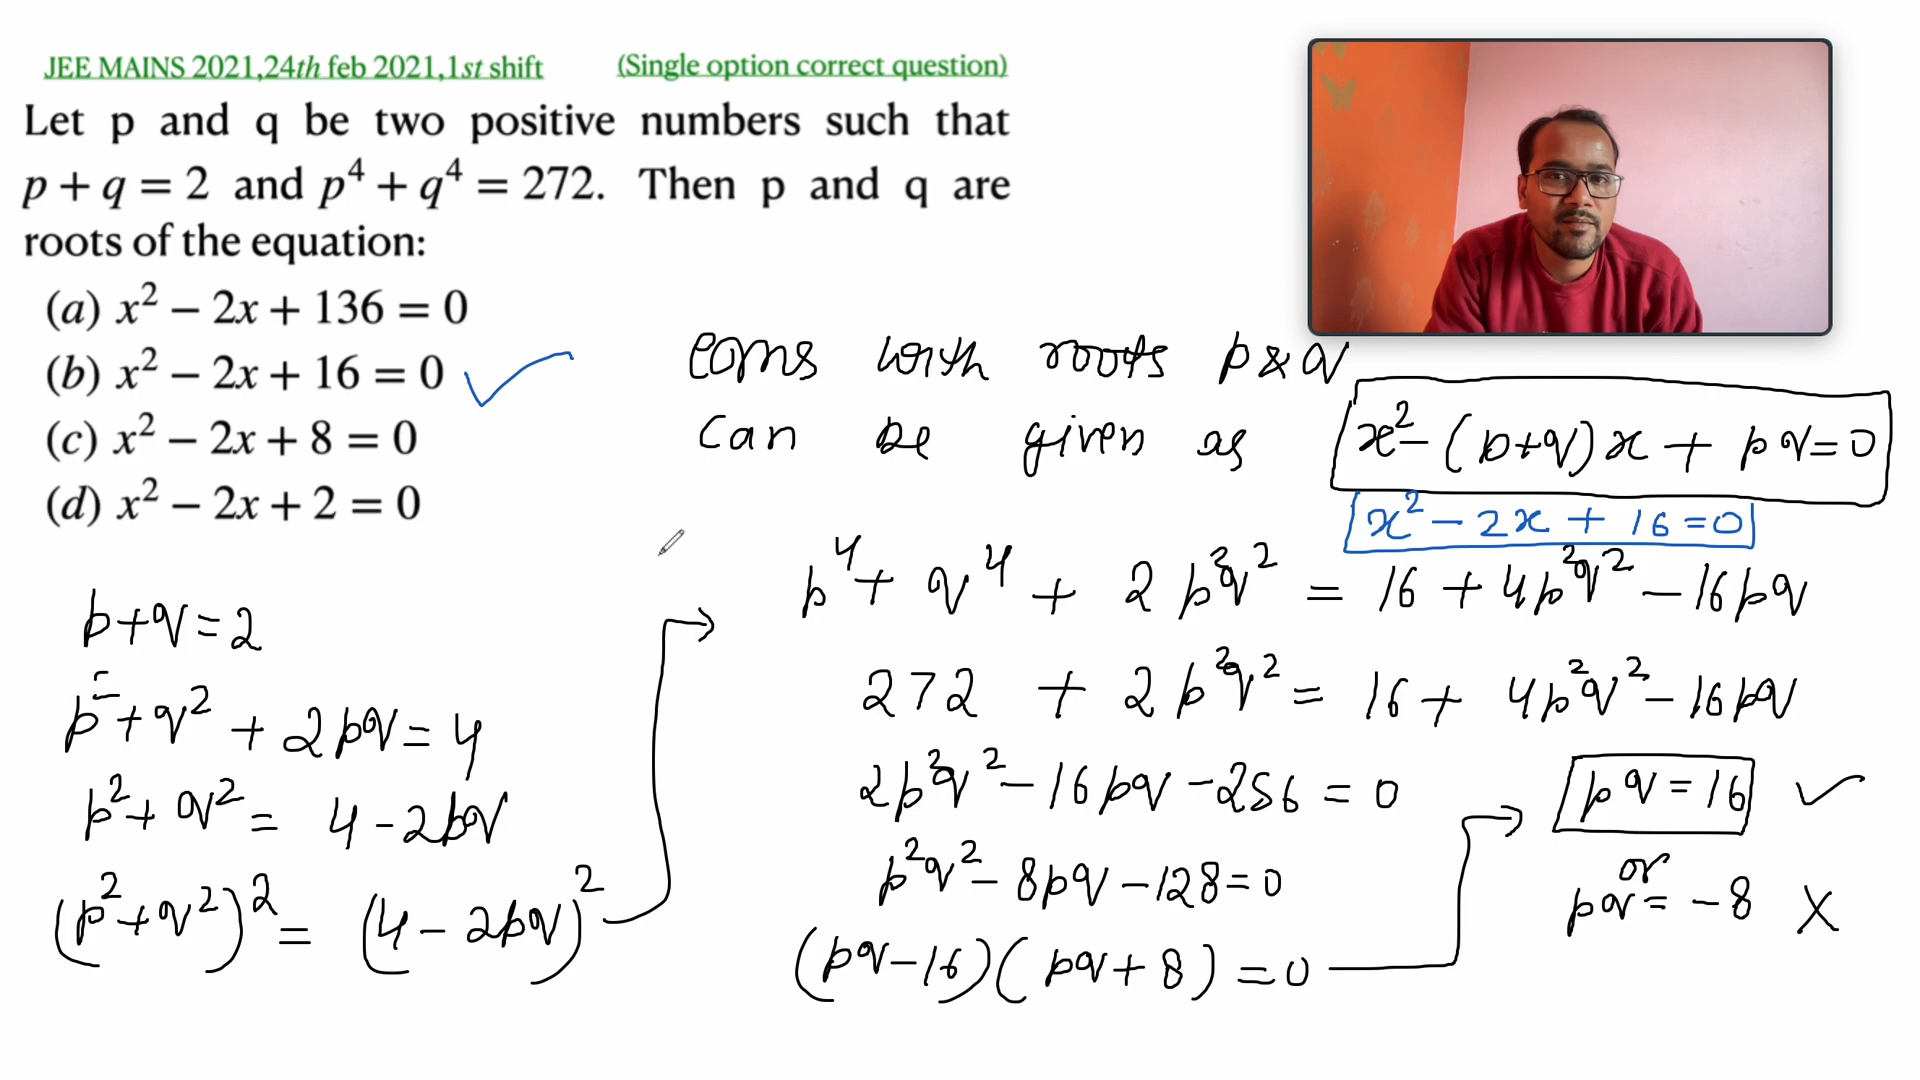 JEE MAINS 2021,24th feb 2021,1st shift (Single option correct question)
Let p and q be two positive numbers such that
p + q = 2 and p⁴ + q⁴ = 272. Then p and q are
roots of the equation:
(a) x² − 2x + 136 = 0
(b) x² − 2x + 16 = 0 ✓
(c) x² − 2x + 8 = 0
(d) x² − 2x + 2 = 0
eqns with roots p & q
can be given as x² − (p+q)x + pq = 0
x² − 2x + 16 = 0
p+q = 2
p² + q² + 2pq = 4
p² + q² = 4 − 2pq
(p² + q²)² = (4 − 2pq)²
p⁴ + q⁴ + 2p²q² = 16 + 4p²q² − 16pq
272 + 2p²q² = 16 + 4p²q² − 16pq
2p²q² − 16pq − 256 = 0
p²q² − 8pq − 128 = 0
(pq − 16)(pq + 8) = 0
pq = 16 ✓
or
pq = −8 X